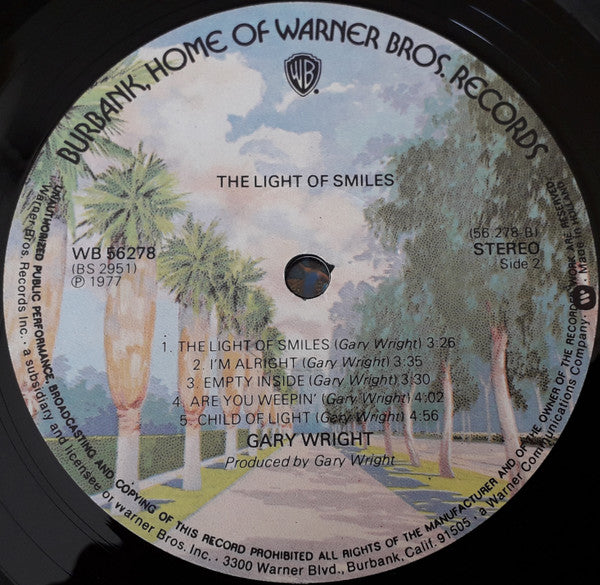 BURBANK, HOME OF WARNER BROS. RECORDS
WB
THE LIGHT OF SMILES
WB 56278
(BS 2951)
℗ 1977
(56.278 B)
STEREO
Side 2
1. THE LIGHT OF SMILES (Gary Wright) 3:26
2. I'M ALRIGHT (Gary Wright) 3:35
3. EMPTY INSIDE (Gary Wright) 3:30
4. ARE YOU WEEPIN' (Gary Wright) 4:02
5. CHILD OF LIGHT (Gary Wright) 4:56
GARY WRIGHT
Produced by Gary Wright
UNAUTHORIZED PUBLIC PERFORMANCE, BROADCASTING AND COPYING OF THIS RECORD PROHIBITED ALL RIGHTS OF THE MANUFACTURER AND OF THE OWNER OF THE RECORDED WORK ARE RESERVED
Warner Bros. Records Inc. · a subsidiary and licensee of Warner Bros. Inc. · 3300 Warner Blvd., Burbank, Calif. 91505 · a Warner Communications Company · Made in Holland